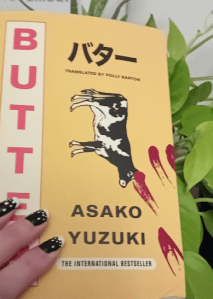 BUTTE
バター
TRANSLATED BY POLLY BARTON
ASAKO
YUZUKI
THE INTERNATIONAL BESTSELLER